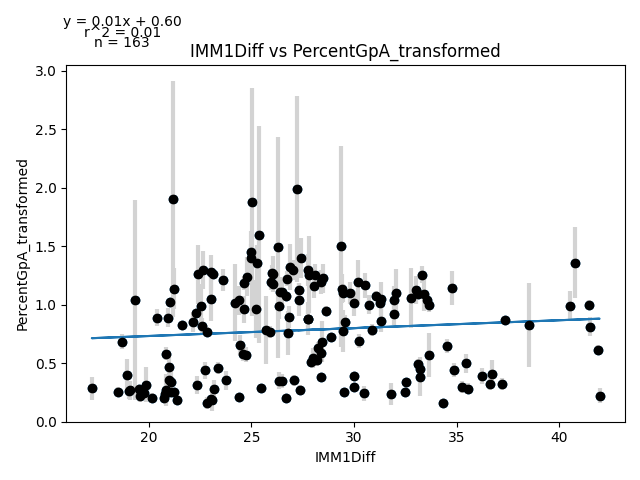 y = 0.01x + 0.60
r^2 = 0.01
n = 163
IMM1Diff vs PercentGpA_transformed
3.0
2.5
2.0
1.5
1.0
0.5
0.0
PercentGpA_transformed
20 25 30 35 40
IMM1Diff